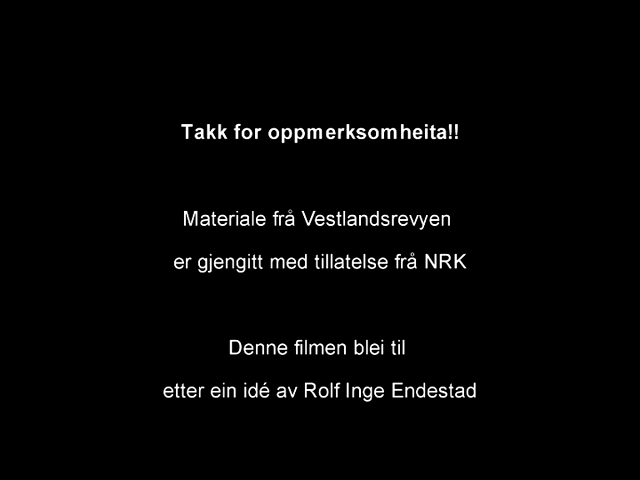 Takk for oppmerksomheita!!
Materiale frå Vestlandsrevyen
er gjengitt med tillatelse frå NRK
Denne filmen blei til
etter ein idé av Rolf Inge Endestad